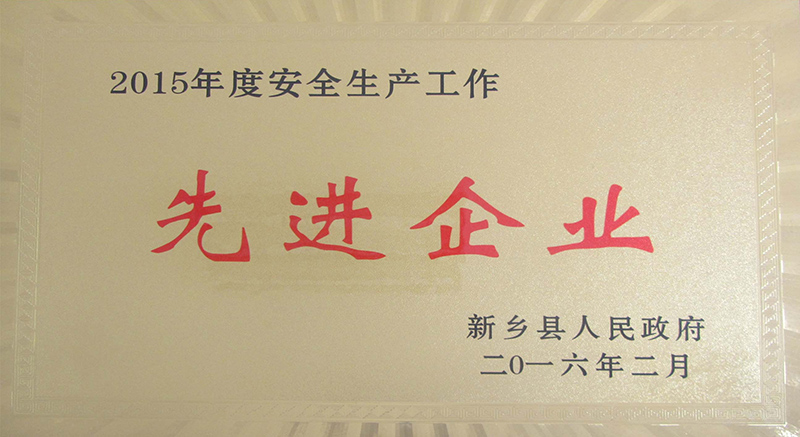 2015年度安全生产工作
先进企业
新乡县人民政府
二0一六年二月